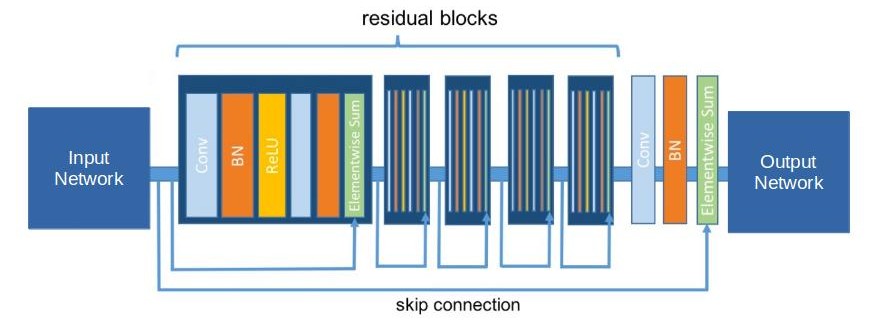 residual blocks
Input
Network
Conv
BN
ReLU
Elementwise Sum
Conv
BN
Elementwise Sum
Output
Network
skip connection